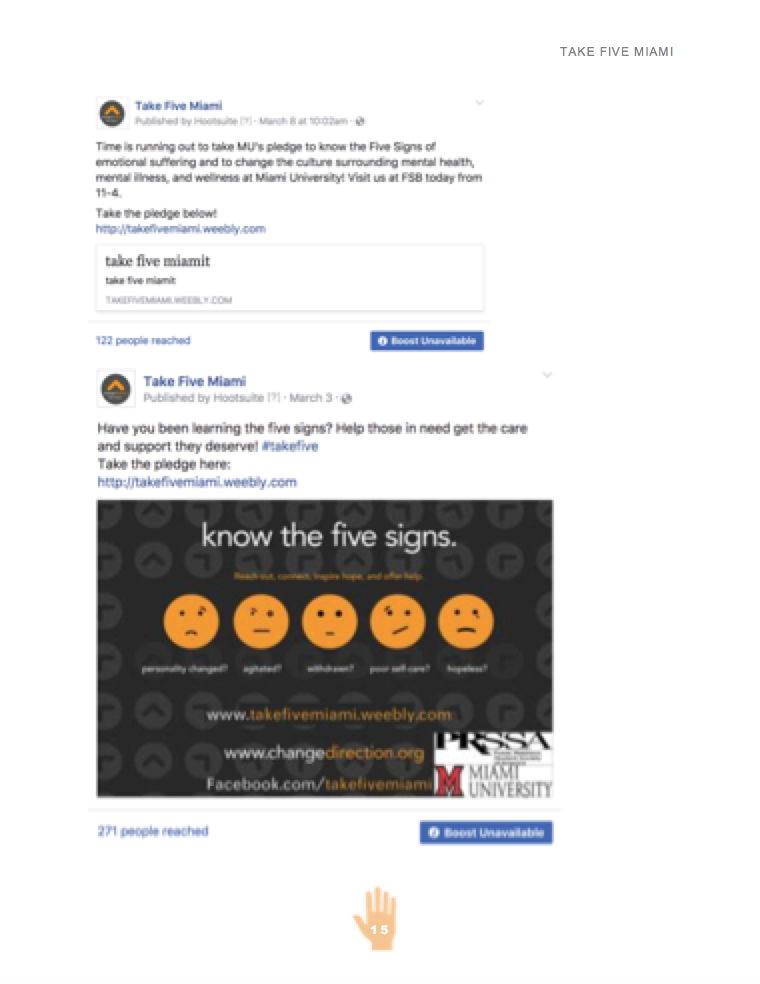 TAKE FIVE MIAMI
Take Five Miami
Published by Hootsuite [?] · March 8 at 10:02am ·
Time is running out to take MU's pledge to know the Five Signs of
emotional suffering and to change the culture surrounding mental health,
mental illness, and wellness at Miami University! Visit us at FSB today from
11-4.
Take the pledge below!
http://takefivemiami.weebly.com
take five miamit
take five miamit
TAKEFIVEMIAMI.WEEBLY.COM
122 people reached
Boost Unavailable
Take Five Miami
Published by Hootsuite [?] · March 3 ·
Have you been learning the five signs? Help those in need get the care
and support they deserve! #takefive
Take the pledge here:
http://takefivemiami.weebly.com
know the five signs.
Reach out, connect, inspire hope, and offer help.
personality changed? agitated? withdrawn? poor self-care? hopeless?
www.takefivemiami.weebly.com
www.changedirection.org
Facebook.com/takefivemiami
PRSSA
MIAMI
UNIVERSITY
271 people reached
Boost Unavailable
15